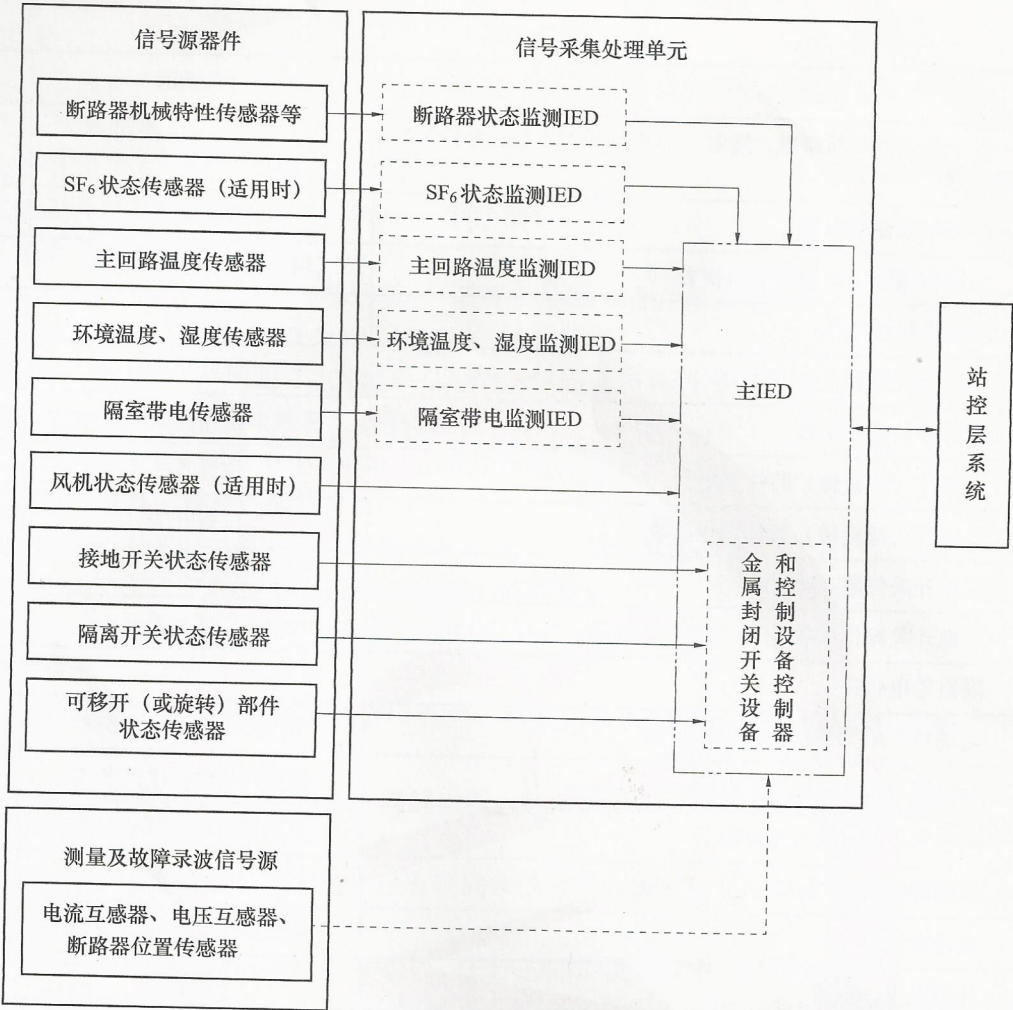 信号源器件
断路器机械特性传感器等
SF₆状态传感器（适用时）
主回路温度传感器
环境温度、湿度传感器
隔室带电传感器
风机状态传感器（适用时）
接地开关状态传感器
隔离开关状态传感器
可移开（或旋转）部件
状态传感器
测量及故障录波信号源
电流互感器、电压互感器、
断路器位置传感器
信号采集处理单元
断路器状态监测IED
SF₆状态监测IED
主回路温度监测IED
环境温度、湿度监测IED
隔室带电监测IED
主IED
金属封闭开关设备
和控制设备控制器
站控层系统